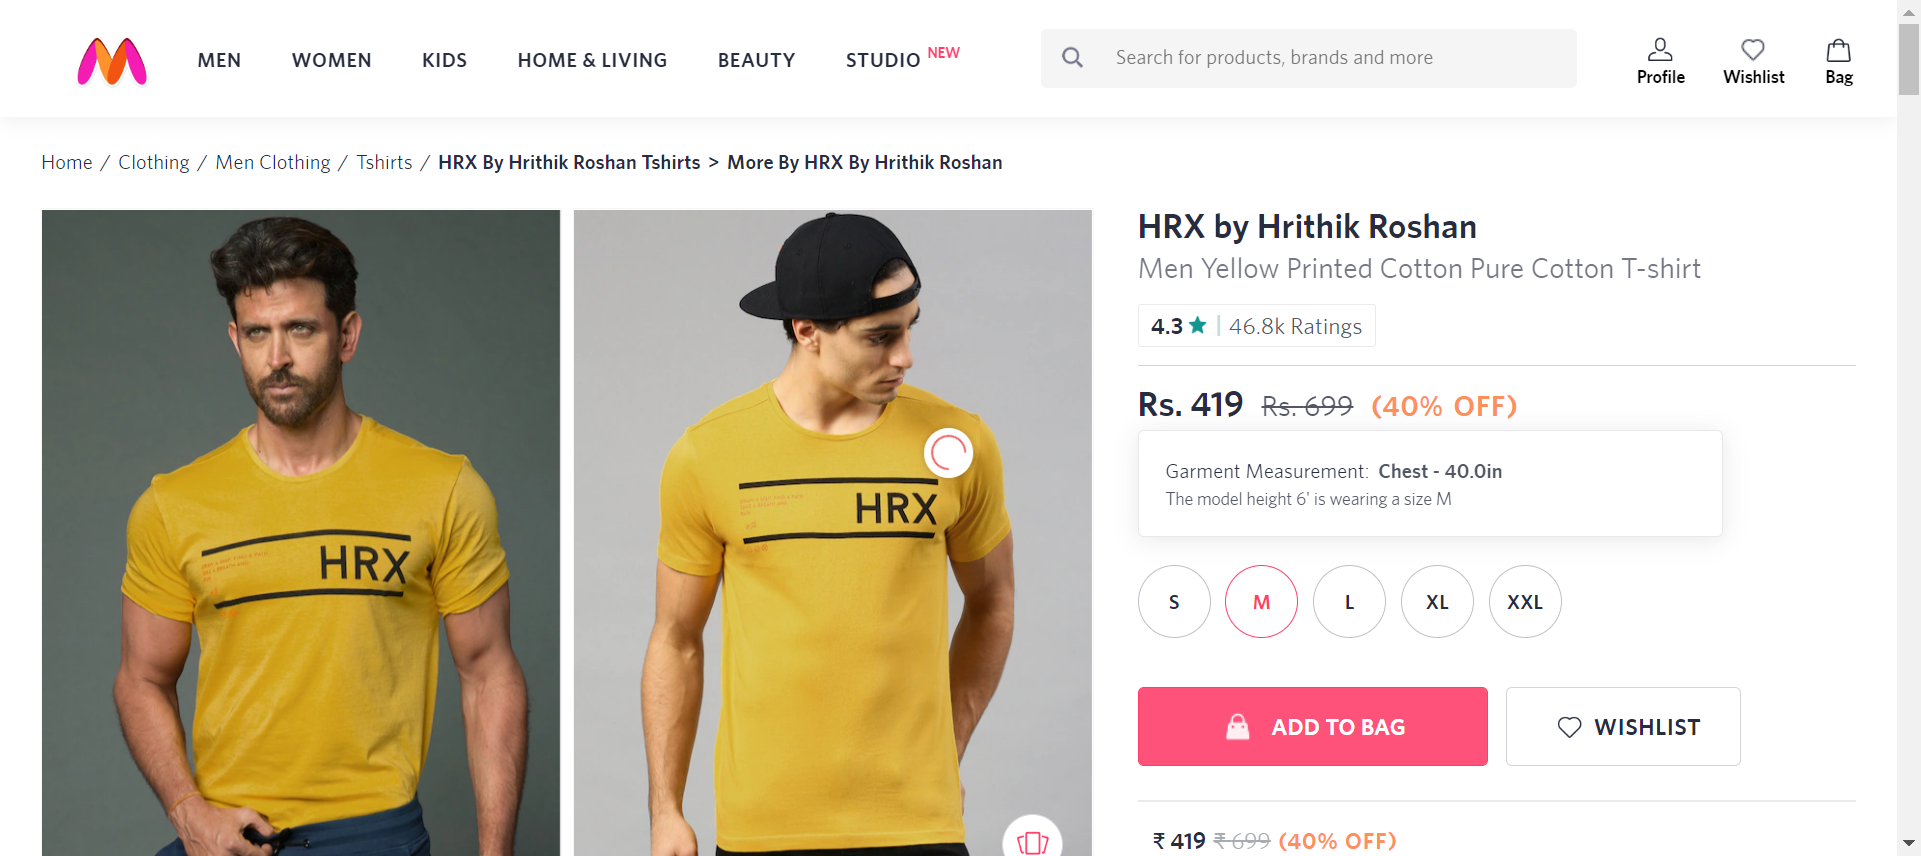 MEN WOMEN KIDS HOME & LIVING BEAUTY STUDIO NEW
Search for products, brands and more
Profile Wishlist Bag
Home / Clothing / Men Clothing / Tshirts / HRX By Hrithik Roshan Tshirts > More By HRX By Hrithik Roshan
HRX
HRX
HRX by Hrithik Roshan
Men Yellow Printed Cotton Pure Cotton T-shirt
4.3 ★ | 46.8k Ratings
Rs. 419 Rs. 699 (40% OFF)
Garment Measurement: Chest - 40.0in
The model height 6' is wearing a size M
S M L XL XXL
ADD TO BAG WISHLIST
₹ 419 ₹ 699 (40% OFF)